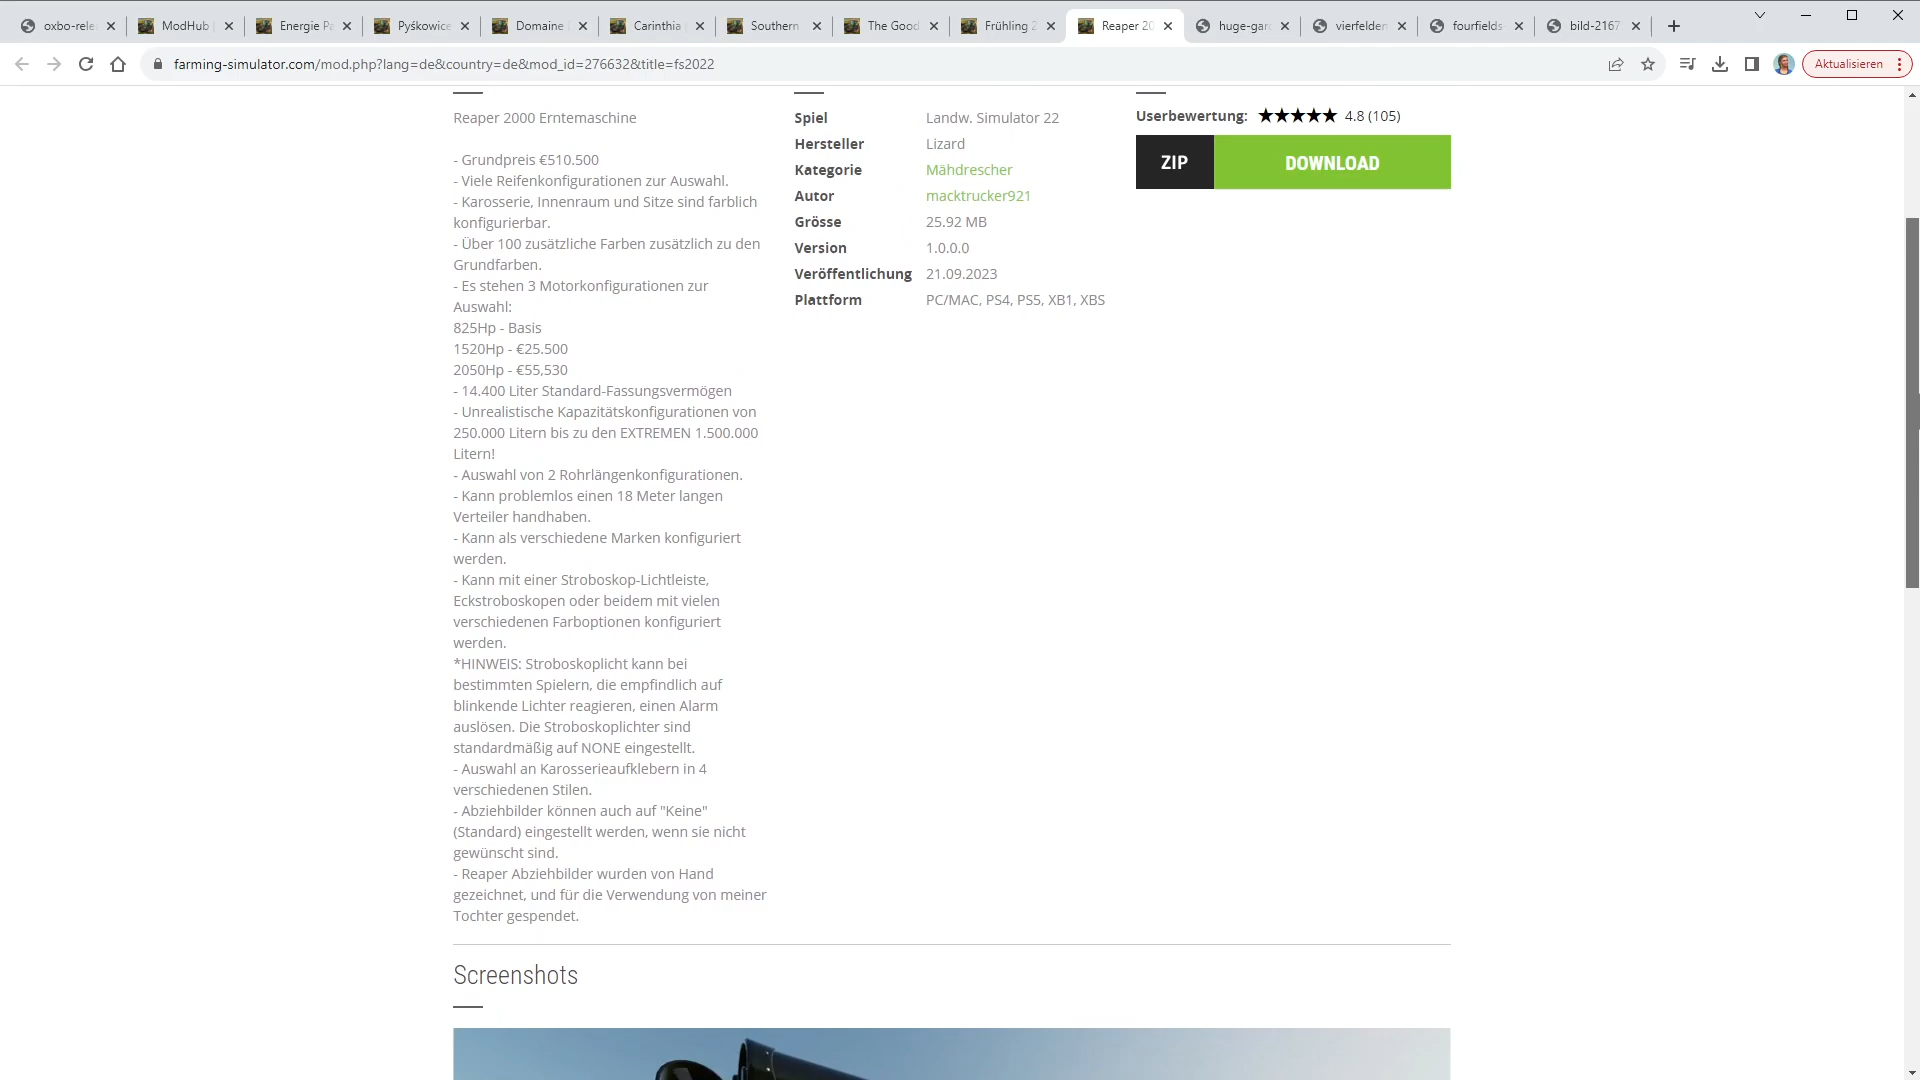 oxbo-rele
ModHub
Energie Pa
Pyśkowice
Domaine
Carinthia
Southern
The Good
Frühling 2
Reaper 20
huge-gard
vierfelden
fourfields-
bild-2167
farming-simulator.com/mod.php?lang=de&country=de&mod_id=276632&title=fs2022
Aktualisieren
Reaper 2000 Erntemaschine
- Grundpreis €510.500
- Viele Reifenkonfigurationen zur Auswahl.
- Karosserie, Innenraum und Sitze sind farblich
konfigurierbar.
- Über 100 zusätzliche Farben zusätzlich zu den
Grundfarben.
- Es stehen 3 Motorkonfigurationen zur
Auswahl:
825Hp - Basis
1520Hp - €25.500
2050Hp - €55,530
- 14.400 Liter Standard-Fassungsvermögen
- Unrealistische Kapazitätskonfigurationen von
250.000 Litern bis zu den EXTREMEN 1.500.000
Litern!
- Auswahl von 2 Rohrlängenkonfigurationen.
- Kann problemlos einen 18 Meter langen
Verteiler handhaben.
- Kann als verschiedene Marken konfiguriert
werden.
- Kann mit einer Stroboskop-Lichtleiste,
Eckstroboskopen oder beidem mit vielen
verschiedenen Farboptionen konfiguriert
werden.
*HINWEIS: Stroboskoplicht kann bei
bestimmten Spielern, die empfindlich auf
blinkende Lichter reagieren, einen Alarm
auslösen. Die Stroboskoplichter sind
standardmäßig auf NONE eingestellt.
- Auswahl an Karosserieaufklebern in 4
verschiedenen Stilen.
- Abziehbilder können auch auf "Keine"
(Standard) eingestellt werden, wenn sie nicht
gewünscht sind.
- Reaper Abziehbilder wurden von Hand
gezeichnet, und für die Verwendung von meiner
Tochter gespendet.
Spiel Landw. Simulator 22
Hersteller Lizard
Kategorie Mähdrescher
Autor macktrucker921
Grösse 25.92 MB
Version 1.0.0.0
Veröffentlichung 21.09.2023
Plattform PC/MAC, PS4, PS5, XB1, XBS
Userbewertung: 4.8 (105)
ZIP DOWNLOAD
Screenshots